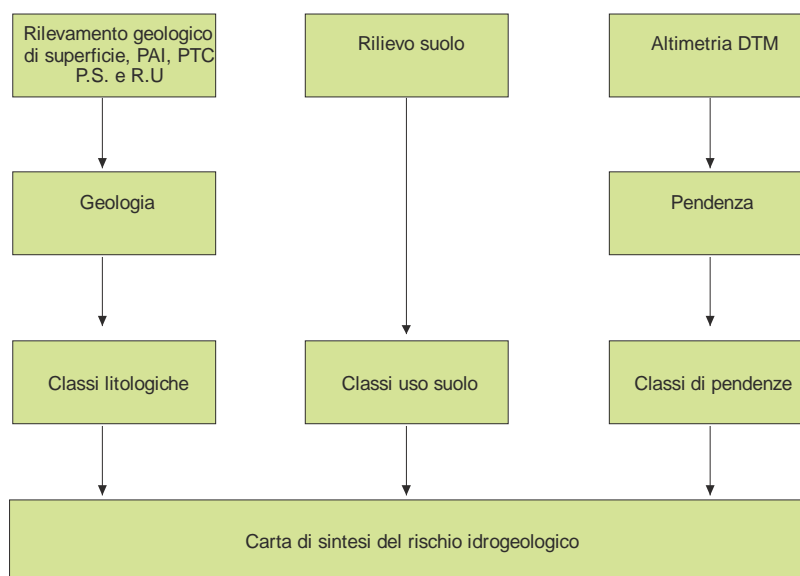 Rilevamento geologico
di superficie, PAI, PTC
P.S. e R.U
Rilievo suolo
Altimetria DTM
Geologia
Pendenza
Classi litologiche
Classi uso suolo
Classi di pendenze
Carta di sintesi del rischio idrogeologico